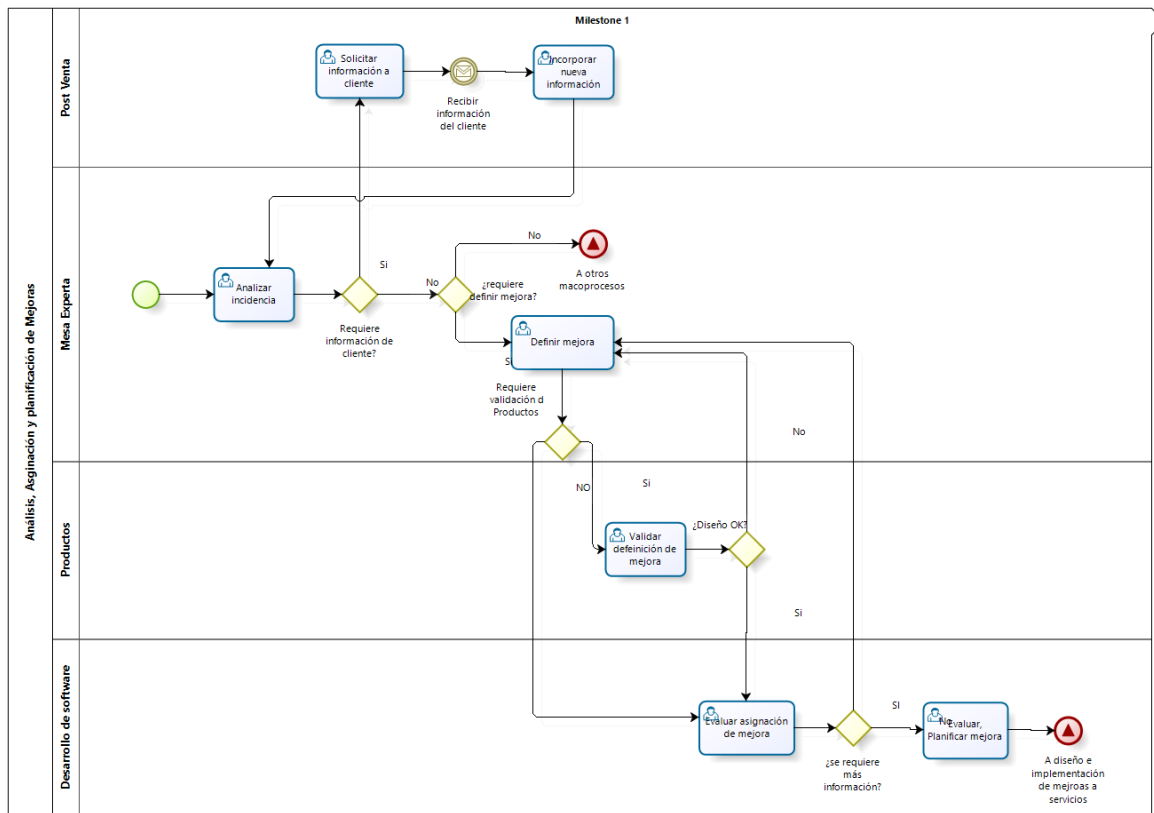 Milestone 1
Análisis, Asginación y planificación de Mejoras
Post Venta
Solicitar
información a
cliente
Recibir
información
del cliente
Incorporar
nueva
información
Mesa Experta
Analizar
incidencia
Si
Requiere
información de
cliente?
No
¿requiere
definir mejora?
No
A otros
macoprocesos
Definir mejora
Si
Requiere
validación d
Productos
No
Productos
NO
Si
Validar
defeinición de
mejora
¿Diseño OK?
Si
Desarrollo de software
Evaluar asignación
de mejora
¿se requiere
más
información?
SI
No
Evaluar,
Planificar mejora
A diseño e
implementación
de mejroas a
servicios